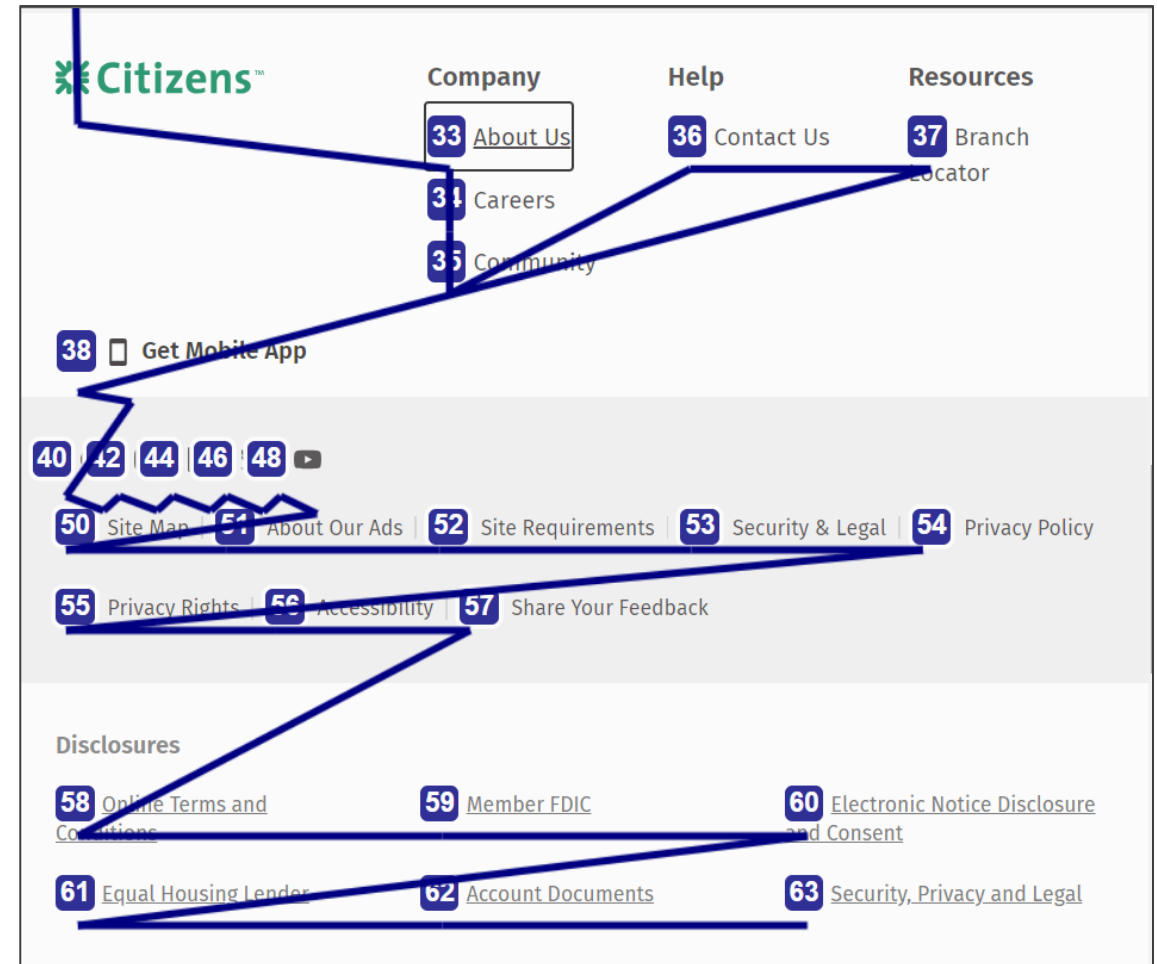 Citizens™
Company Help Resources
33 About Us 36 Contact Us 37 Branch Locator
34 Careers
35 Community
38 Get Mobile App
40 42 44 46 48
50 Site Map | 51 About Our Ads | 52 Site Requirements | 53 Security & Legal | 54 Privacy Policy
55 Privacy Rights | 56 Accessibility | 57 Share Your Feedback
Disclosures
58 Online Terms and Conditions 59 Member FDIC 60 Electronic Notice Disclosure and Consent
61 Equal Housing Lender 62 Account Documents 63 Security, Privacy and Legal